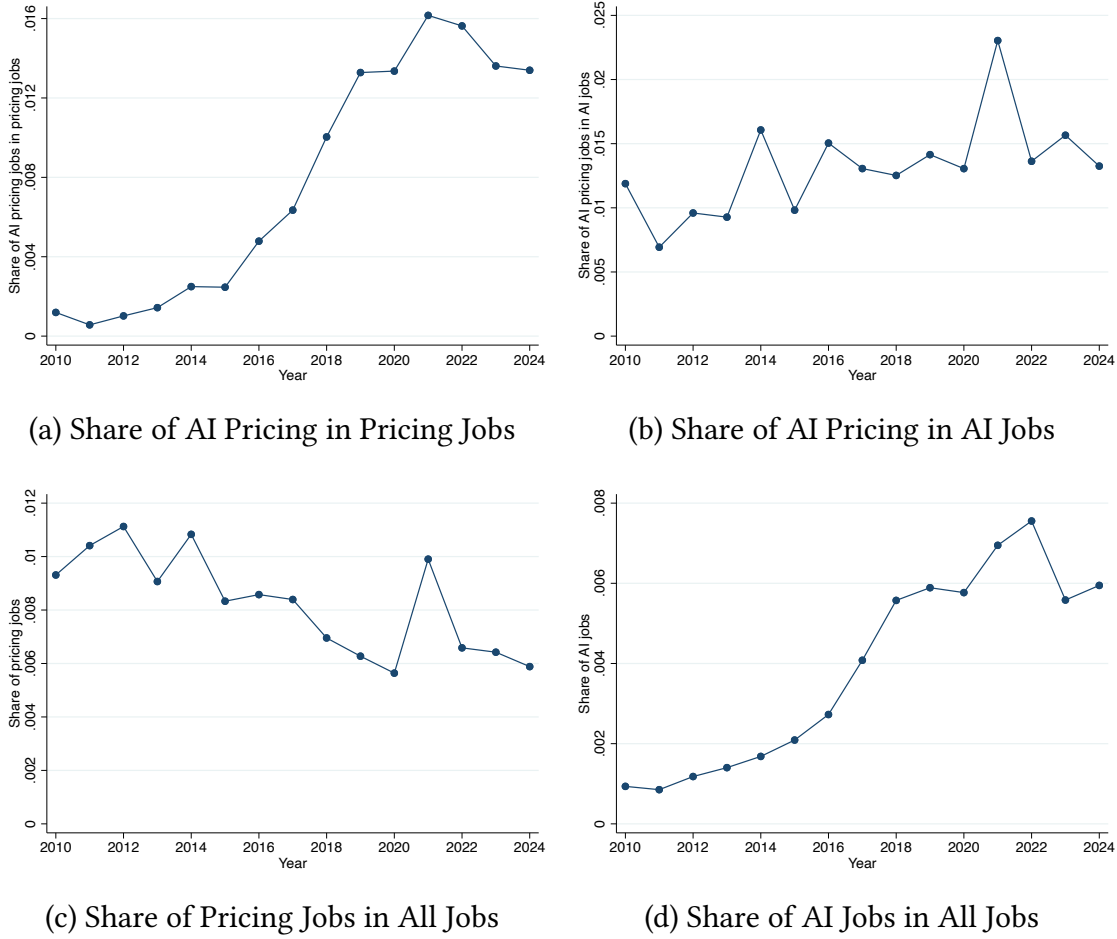 Share of AI pricing jobs in pricing jobs
.016
.012
.008
.004
0
2010 2012 2014 2016 2018 2020 2022 2024
Year
(a) Share of AI Pricing in Pricing Jobs
Share of AI pricing jobs in AI jobs
.025
.02
.015
.01
.005
0
2010 2012 2014 2016 2018 2020 2022 2024
Year
(b) Share of AI Pricing in AI Jobs
Share of pricing jobs
.012
.01
.008
.006
.004
.002
0
2010 2012 2014 2016 2018 2020 2022 2024
Year
(c) Share of Pricing Jobs in All Jobs
Share of AI jobs
.008
.006
.004
.002
0
2010 2012 2014 2016 2018 2020 2022 2024
Year
(d) Share of AI Jobs in All Jobs